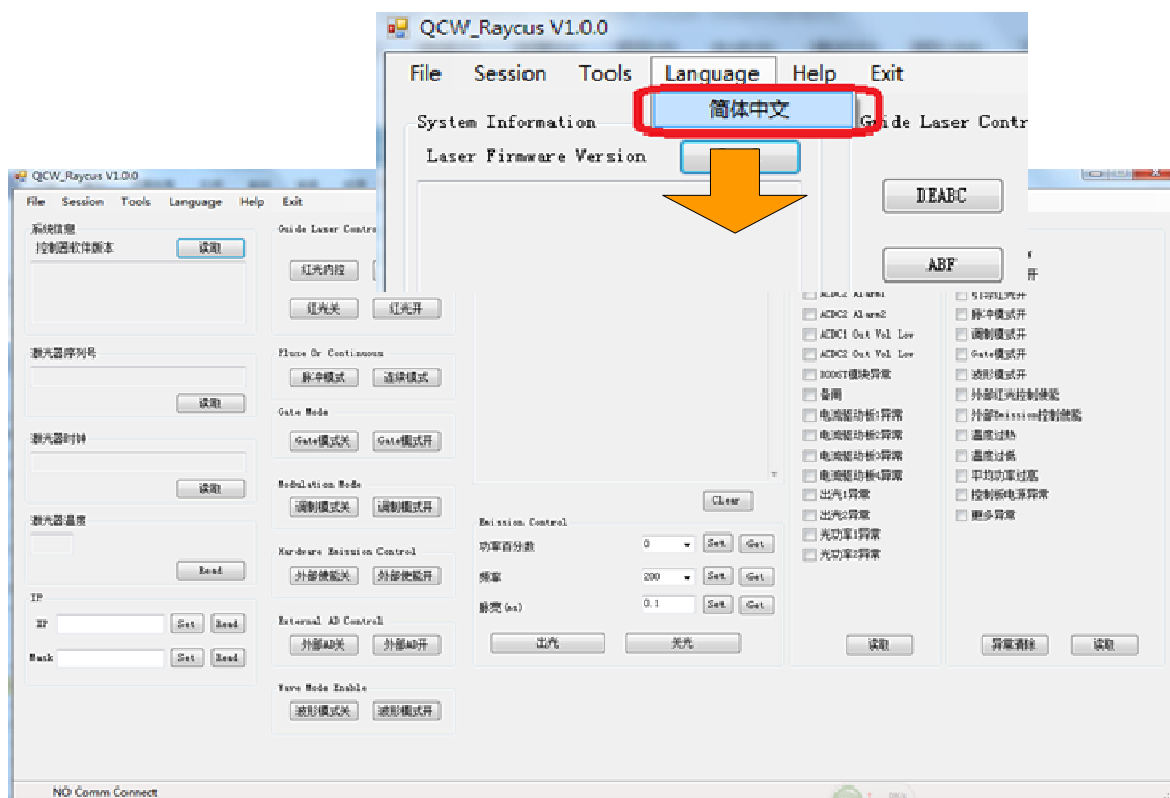 QCW_Raycus V1.0.0
File Session Tools Language Help Exit
简体中文
System Information
Guide Laser Contr
Laser Firmware Version
DEABC
ABF
QCW_Raycus V1.0.0
File Session Tools Language Help Exit
系统信息
控制器软件版本 读取
激光器序列号
读取
激光器时钟
读取
激光器温度
Read
IP
IP Set Read
Mask Set Read
Guide Laser Contro
红光内控
红光关 红光开
Pluse Or Continuous
脉冲模式 连续模式
Gate Mode
Gate模式关 Gate模式开
Modulation Mode
调制模式关 调制模式开
Hardware Emission Control
外部使能关 外部使能开
External AD Control
外部AD关 外部AD开
Wave Mode Enable
波形模式关 波形模式开
CLear
Emission Control
功率百分数 0 Set Get
频率 200 Set Get
脉宽(ms) 0.1 Set Get
出光 关光
ACDC2 Alarm1
ACDC2 Alarm2
ACDC1 Out Vol Low
ACDC2 Out Vol Low
BOOST模块异常
备用
电流驱动板1异常
电流驱动板2异常
电流驱动板3异常
电流驱动板4异常
出光1异常
出光2异常
光功率1异常
光功率2异常
读取
开
引导红光开
脉冲模式开
调制模式开
Gate模式开
波形模式开
外部红光控制使能
外部Emission控制使能
温度过热
温度过低
平均功率过高
控制板电源异常
更多异常
异常清除 读取
NO Comm Connect